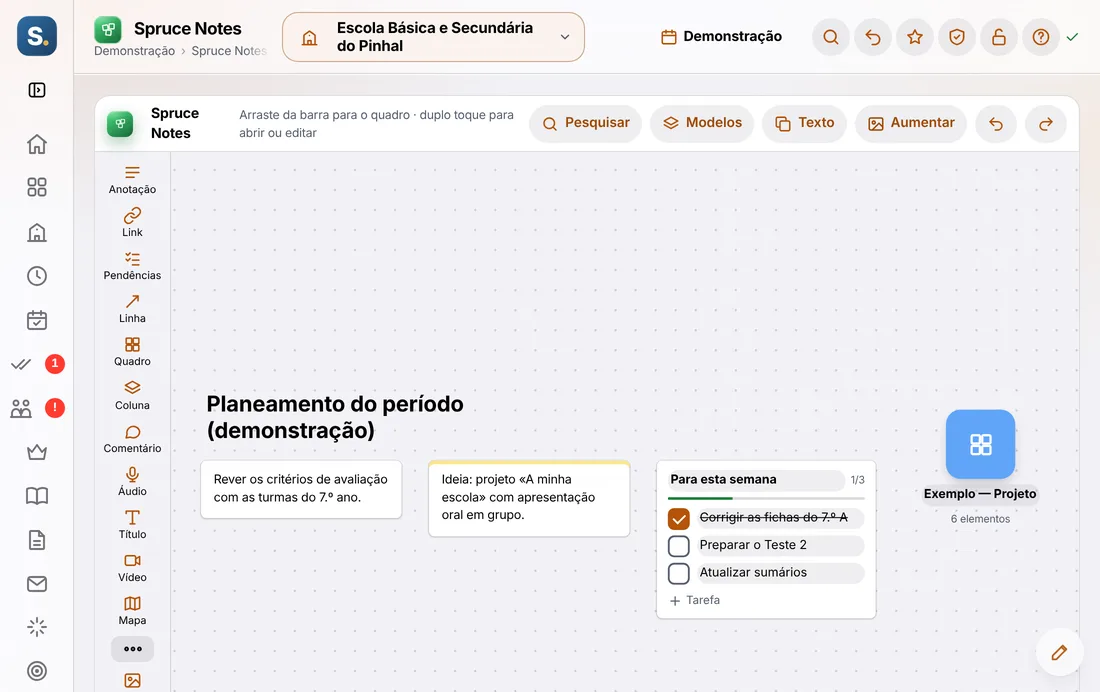 S.
Spruce Notes
Demonstração › Spruce Notes
Escola Básica e Secundária
do Pinhal
Demonstração
1
!
Spruce
Notes
Arraste da barra para o quadro · duplo toque para
abrir ou editar
Pesquisar
Modelos
Texto
Aumentar
Anotação
Link
Pendências
Linha
Quadro
Coluna
Comentário
Áudio
Título
Vídeo
Mapa
Planeamento do período
(demonstração)
Rever os critérios de avaliação
com as turmas do 7.º ano.
Ideia: projeto «A minha
escola» com apresentação
oral em grupo.
Para esta semana
1/3
Corrigir as fichas do 7.º A
Preparar o Teste 2
Atualizar sumários
+ Tarefa
Exemplo — Projeto
6 elementos